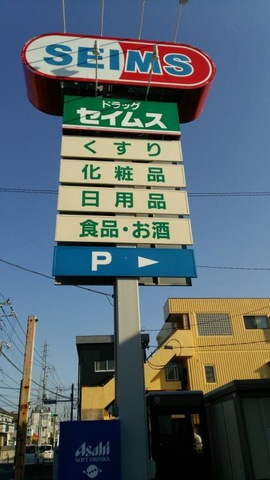 SEIMS
ドラッグ
セイムス
くすり
化粧品
日用品
食品・お酒
P
Asahi
SOFT DRINKS